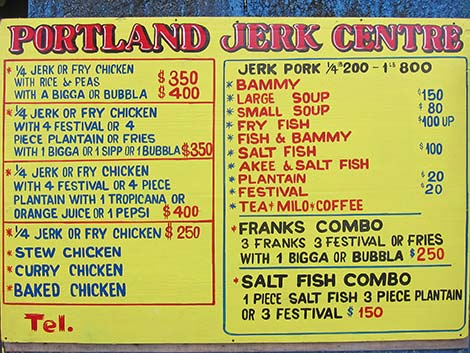 PORTLAND JERK CENTRE
* 1/4 JERK OR FRY CHICKEN
WITH RICE & PEAS $350
WITH A BIGGA OR BUBBLA $400
* 1/4 JERK OR FRY CHICKEN
WITH 4 FESTIVAL OR 4
PIECE PLANTAIN OR FRIES
WITH 1 BIGGA OR 1 SIPP OR 1 BUBBLA $350
* 1/4 JERK OR FRY CHICKEN
WITH 4 FESTIVAL OR 4 PIECE
PLANTAIN WITH 1 TROPICANA OR
ORANGE JUICE OR 1 PEPSI $400
* 1/4 JERK OR FRY CHICKEN $250
* STEW CHICKEN
* CURRY CHICKEN
* BAKED CHICKEN
Tel.
JERK PORK 1/4 lB 200 - 1 LB 800
* BAMMY
* LARGE SOUP $150
* SMALL SOUP $80
* FRY FISH $100 UP
* FISH & BAMMY
* SALT FISH $100
* AKEE & SALT FISH
* PLANTAIN $20
* FESTIVAL $20
* TEA * MILO * COFFEE
* FRANKS COMBO
3 FRANKS 3 FESTIVAL OR FRIES
WITH 1 BIGGA OR BUBBLA $250
* SALT FISH COMBO
1 PIECE SALT FISH 3 PIECE PLANTAIN
OR 3 FESTIVAL $150